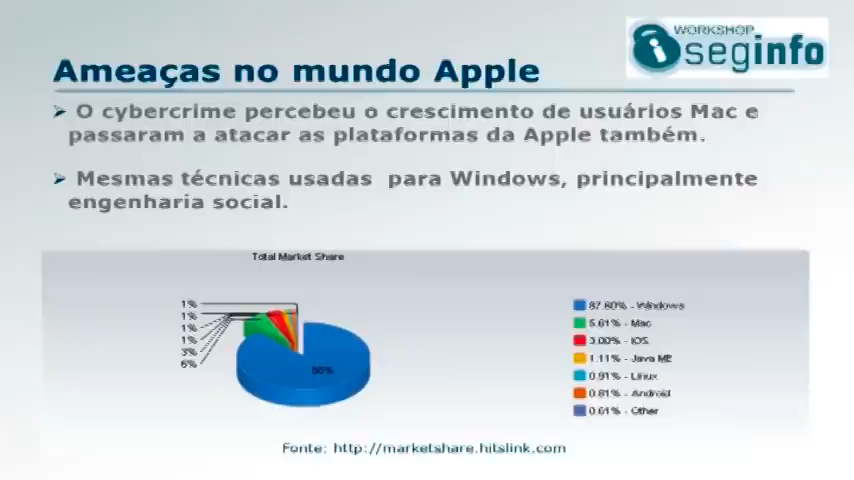 WORKSHOP
seginfo
Ameaças no mundo Apple
➢ O cybercrime percebeu o crescimento de usuários Mac e
passaram a atacar as plataformas da Apple também.
➢ Mesmas técnicas usadas para Windows, principalmente
engenharia social.
Total Market Share
1%
1%
1%
1%
3%
6%
87.60% - Windows
5.61% - Mac
3.00% - iOS
1.11% - Java ME
0.91% - Linux
0.81% - Android
0.61% - Other
Fonte: http://marketshare.hitslink.com